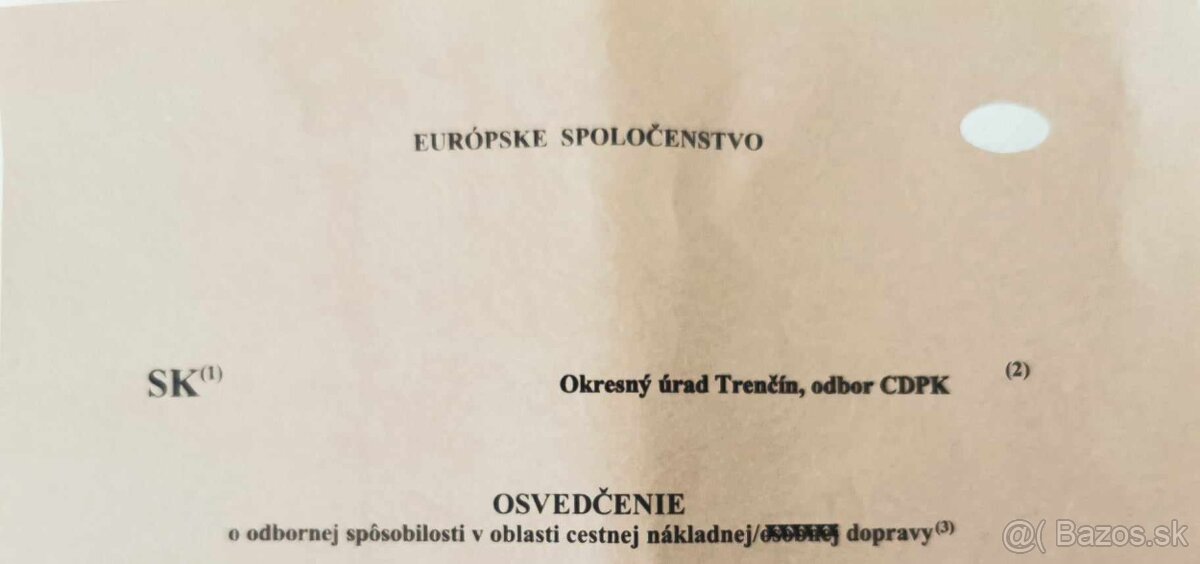 EURÓPSKE SPOLOČENSTVO
SK(1)
Okresný úrad Trenčín, odbor CDPK (2)
OSVEDČENIE
o odbornej spôsobilosti v oblasti cestnej nákladnej/osobnej dopravy(3)
@( Bazos.sk